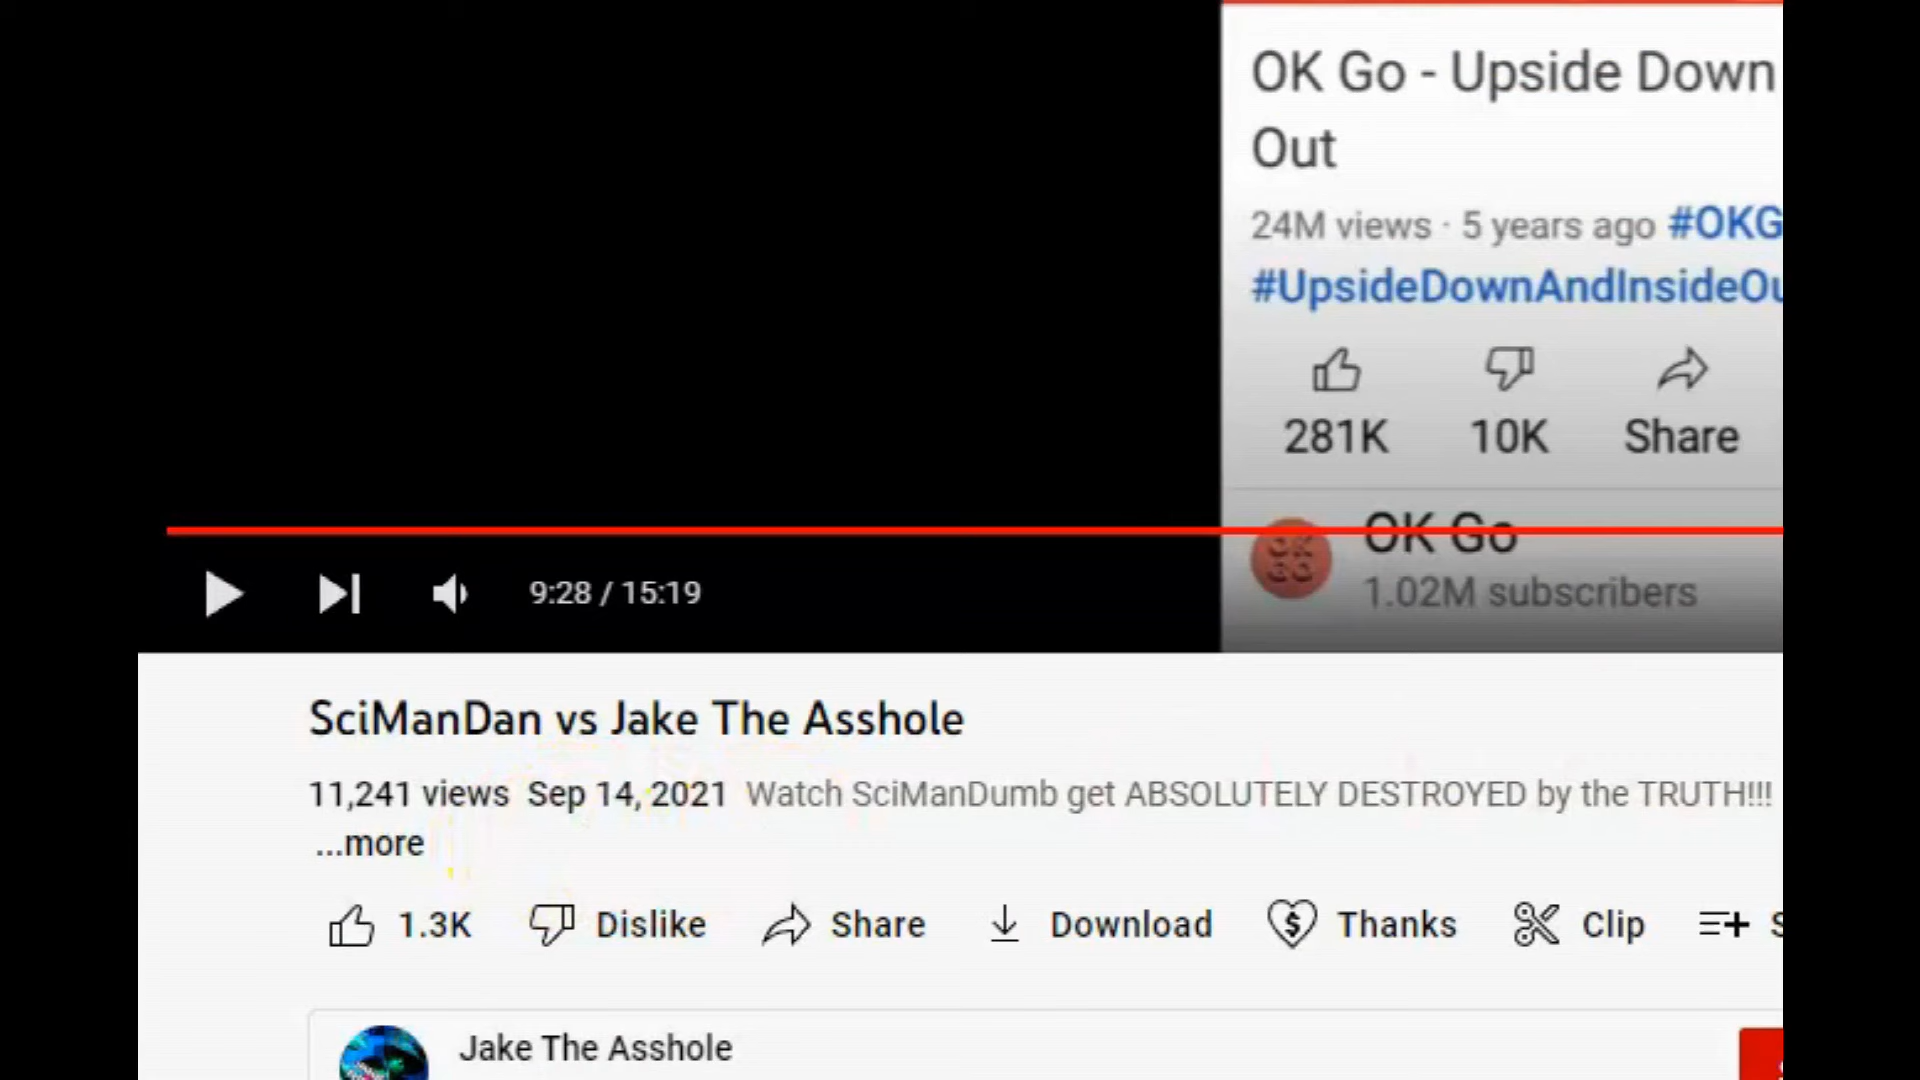 OK Go - Upside Down
Out
24M views · 5 years ago #OKG
#UpsideDownAndInsideOu
281K 10K Share
OK Go
1.02M subscribers
9:28 / 15:19
SciManDan vs Jake The Asshole
11,241 views Sep 14, 2021 Watch SciManDumb get ABSOLUTELY DESTROYED by the TRUTH!!!
...more
1.3K Dislike Share Download Thanks Clip S
Jake The Asshole